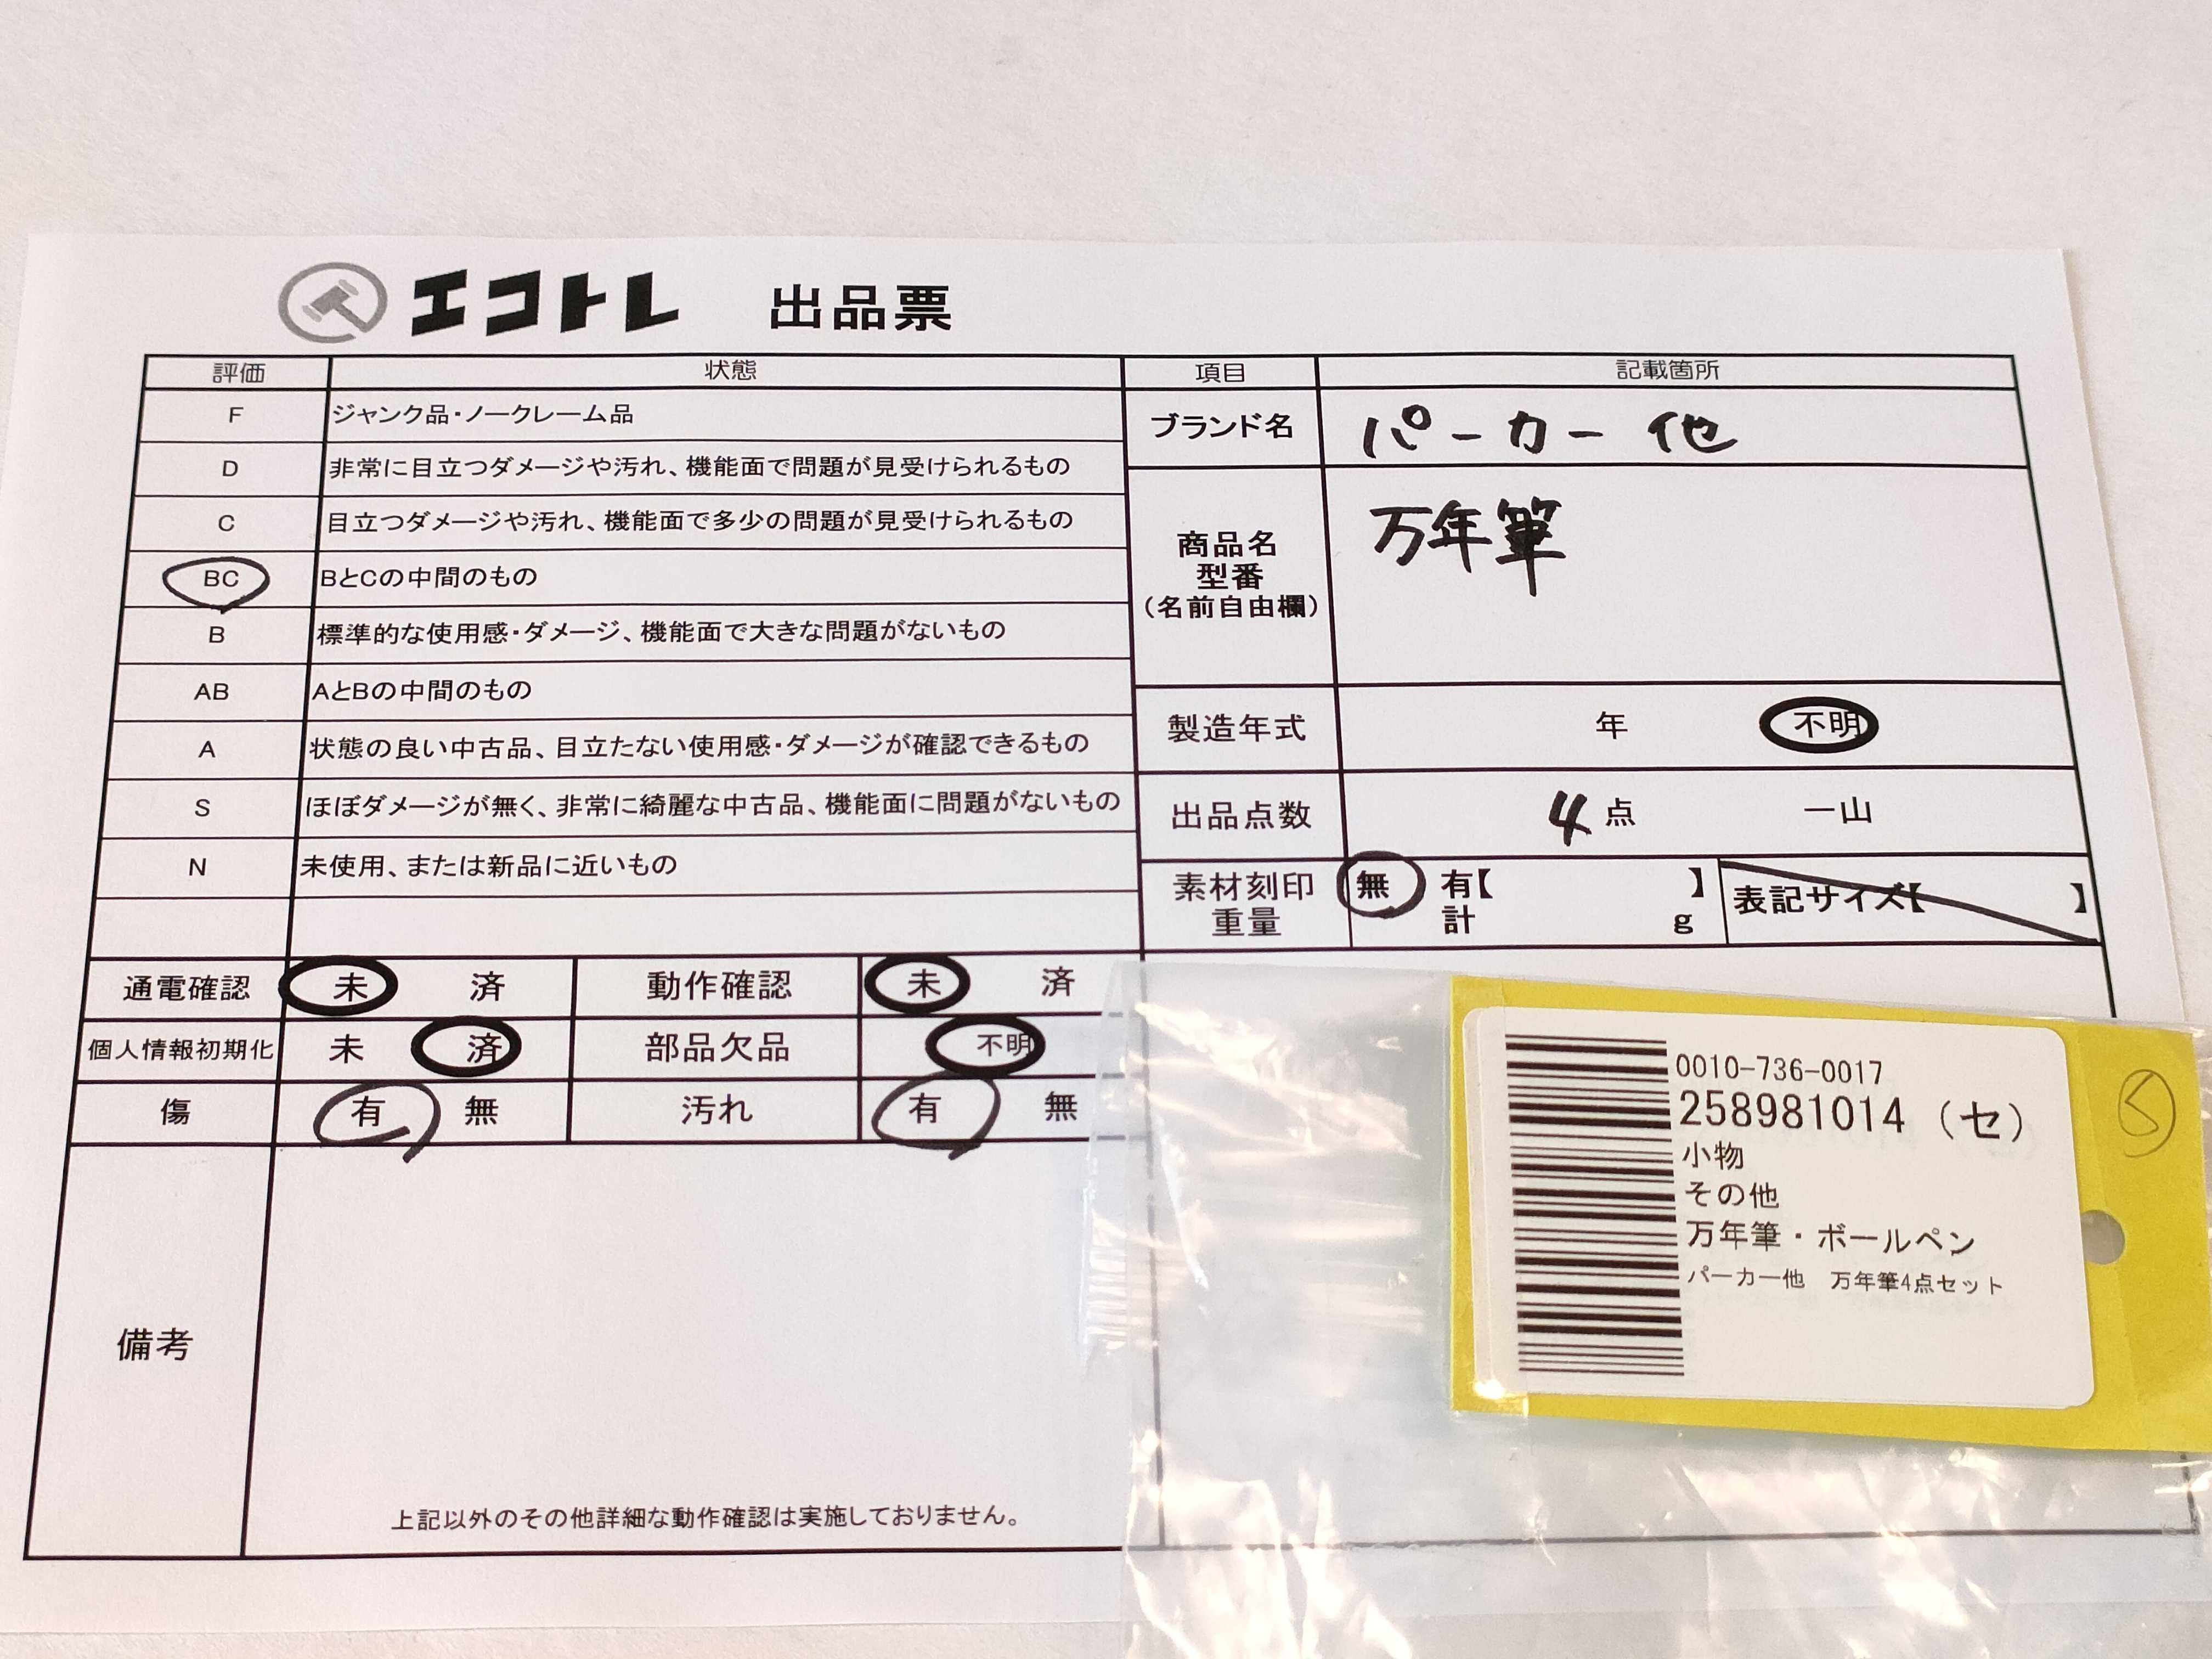 エコトレ 出品票
評価 状態
F ジャンク品・ノークレーム品
D 非常に目立つダメージや汚れ、機能面で問題が見受けられるもの
C 目立つダメージや汚れ、機能面で多少の問題が見受けられるもの
BC BとCの中間のもの
B 標準的な使用感・ダメージ、機能面で大きな問題がないもの
AB AとBの中間のもの
A 状態の良い中古品、目立たない使用感・ダメージが確認できるもの
S ほぼダメージが無く、非常に綺麗な中古品、機能面に問題がないもの
N 未使用、または新品に近いもの
項目 記載箇所
ブランド名 パーカー 他
商品名
型番
（名前自由欄）
万年筆
製造年式 年 不明
出品点数 4 点 一山
素材刻印 無 有【 】
重量 計 g
表記サイズ【 】
通電確認 未 済 動作確認 未 済
個人情報初期化 未 済 部品欠品 不明
傷 有 無 汚れ 有 無
備考
上記以外のその他詳細な動作確認は実施しておりません。
0010-736-0017
258981014（セ）
小物
その他
万年筆・ボールペン
パーカー他　万年筆4点セット